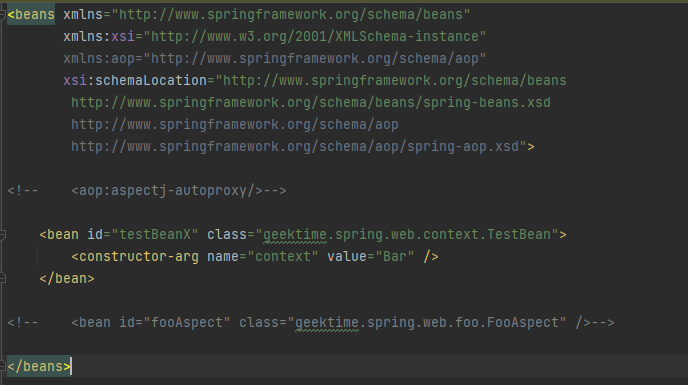 <beans xmlns="http://www.springframework.org/schema/beans"
       xmlns:xsi="http://www.w3.org/2001/XMLSchema-instance"
       xmlns:aop="http://www.springframework.org/schema/aop"
       xsi:schemaLocation="http://www.springframework.org/schema/beans
        http://www.springframework.org/schema/beans/spring-beans.xsd
        http://www.springframework.org/schema/aop
        http://www.springframework.org/schema/aop/spring-aop.xsd">
<!--    <aop:aspectj-autoproxy/>-->
    <bean id="testBeanX" class="geektime.spring.web.context.TestBean">
        <constructor-arg name="context" value="Bar" />
    </bean>
<!--    <bean id="fooAspect" class="geektime.spring.web.foo.FooAspect" />-->
</beans>